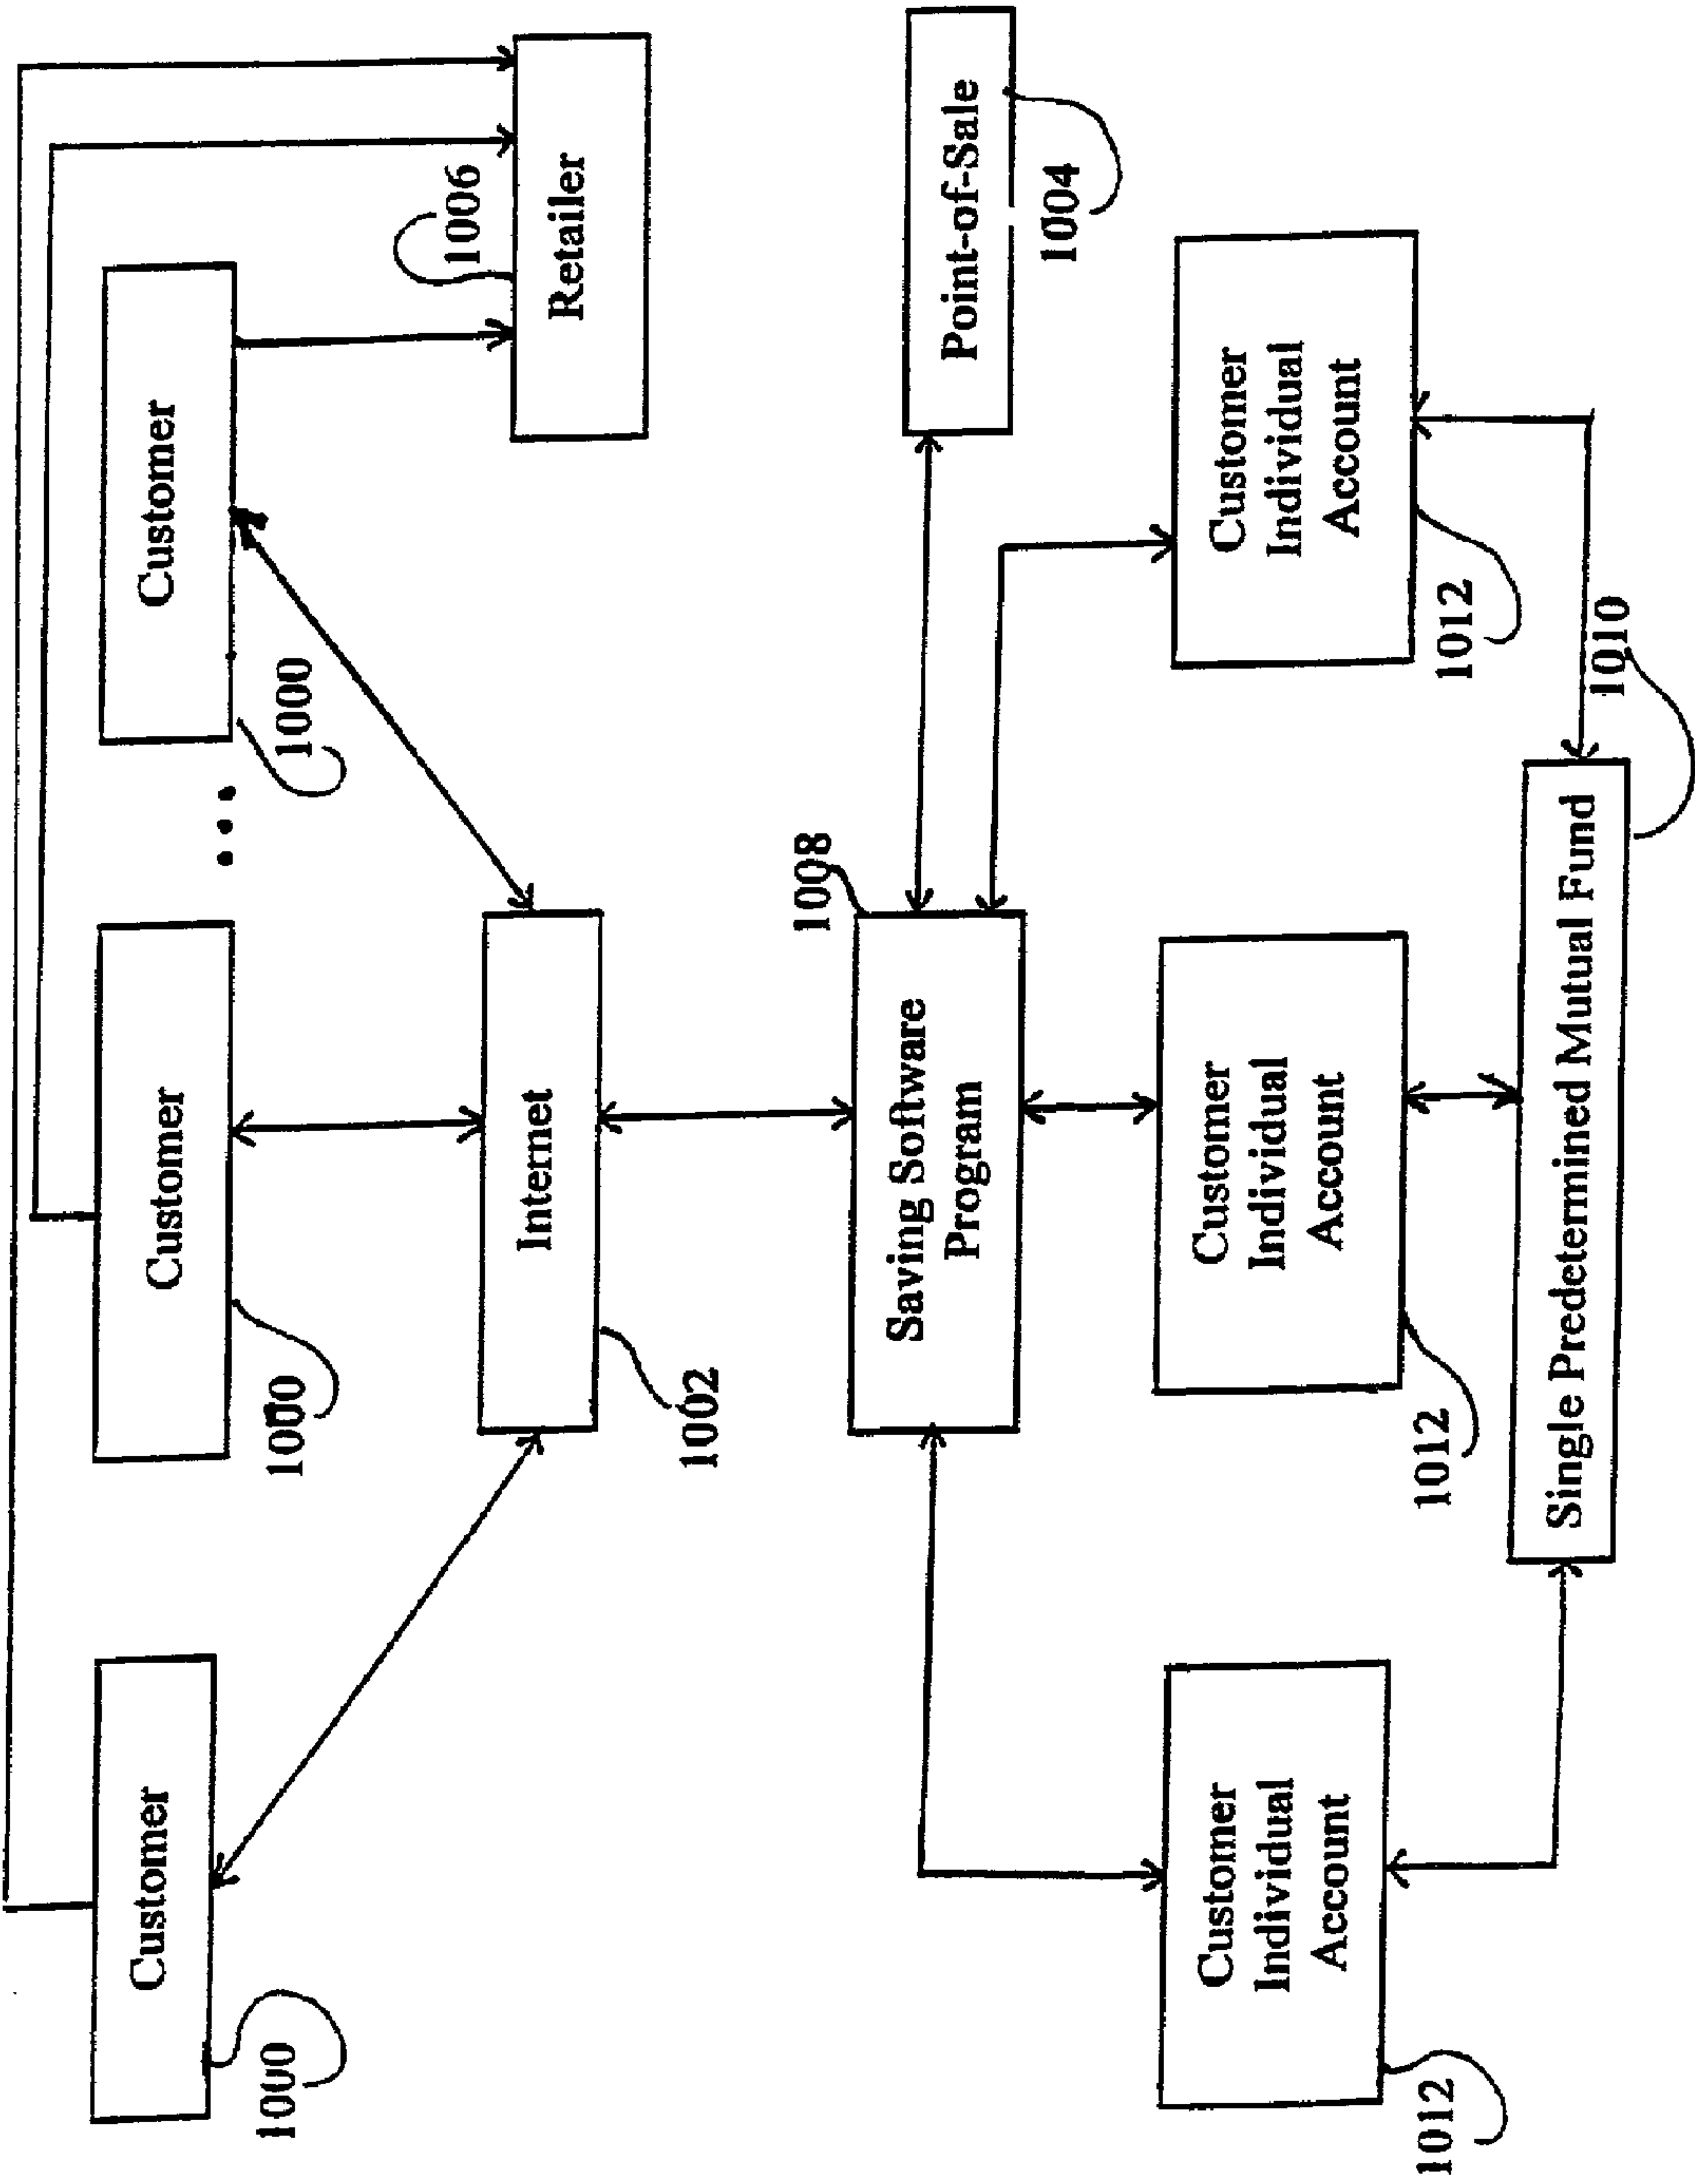 Customer
Customer
Customer
1000
1000
• • •
1000
1006
Internet
Retailer
1002
1008
Saving Software
Program
Point-of-Sale
1004
Customer
Individual
Account
Customer
Individual
Account
Customer
Individual
Account
1012
1012
1012
Single Predetermined Mutual Fund
1010